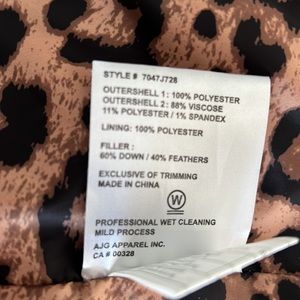 STYLE # 7047J728
OUTERSHELL 1 : 100% POLYESTER
OUTERSHELL 2 : 88% VISCOSE
11% POLYESTER / 1% SPANDEX
LINING: 100% POLYESTER
FILLER :
60% DOWN / 40% FEATHERS
EXCLUSIVE OF TRIMMING
MADE IN CHINA
W
PROFESSIONAL WET CLEANING
MILD PROCESS
AJG APPAREL INC.
CA # 00328